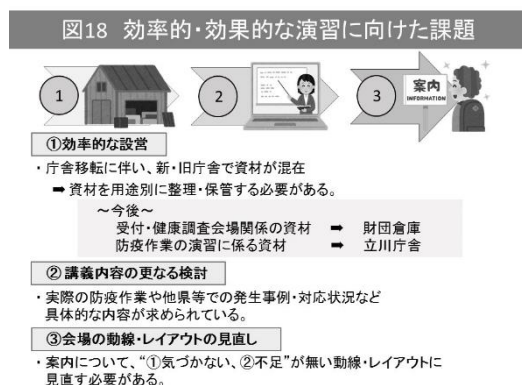 図18 効率的・効果的な演習に向けた課題
1
2
3
案内
INFORMATION
①効率的な設営
・庁舎移転に伴い、新・旧庁舎で資材が混在
➡ 資材を用途別に整理・保管する必要がある。
～今後～
受付・健康調査会場関係の資材 ➡ 財団倉庫
防疫作業の演習に係る資材 ➡ 立川庁舎
②講義内容の更なる検討
・実際の防疫作業や他県等での発生事例・対応状況など
具体的な内容が求められている。
③会場の動線・レイアウトの見直し
・案内について、“①気づかない、②不足”が無い動線・レイアウトに
見直す必要がある。